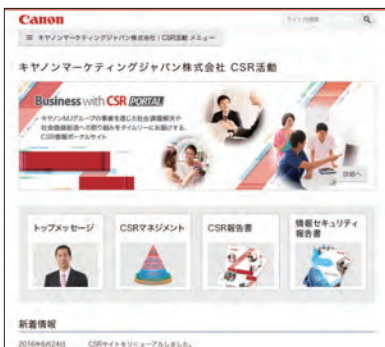 Canon
サイト内検索
≡ キヤノンマーケティングジャパン株式会社 | CSR活動 メニュー
キヤノンマーケティングジャパン株式会社 CSR活動
Business with CSR PORTAL
キヤノンMJグループの事業を通じた社会課題解決や
社会価値創造への取り組みをタイムリーにお届けする、
CSR情報ポータルサイト
詳細へ
トップメッセージ
CSRマネジメント
CSR報告書
情報セキュリティ
報告書
新着情報
2016年6月24日 CSRサイトをリニューアルしました。